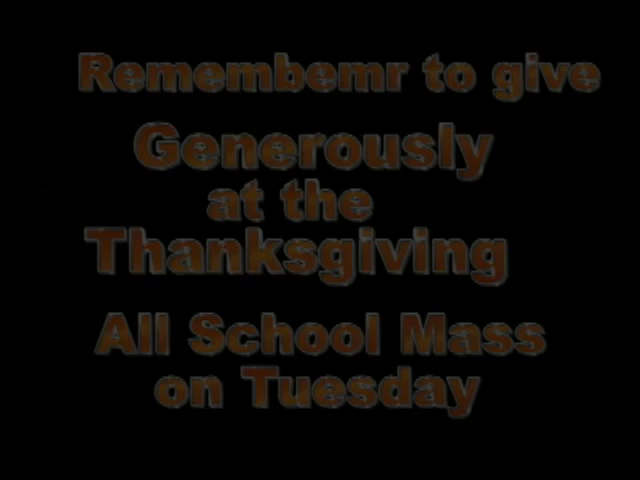 Remembemr to give
Generously
at the
Thanksgiving
All School Mass
on Tuesday